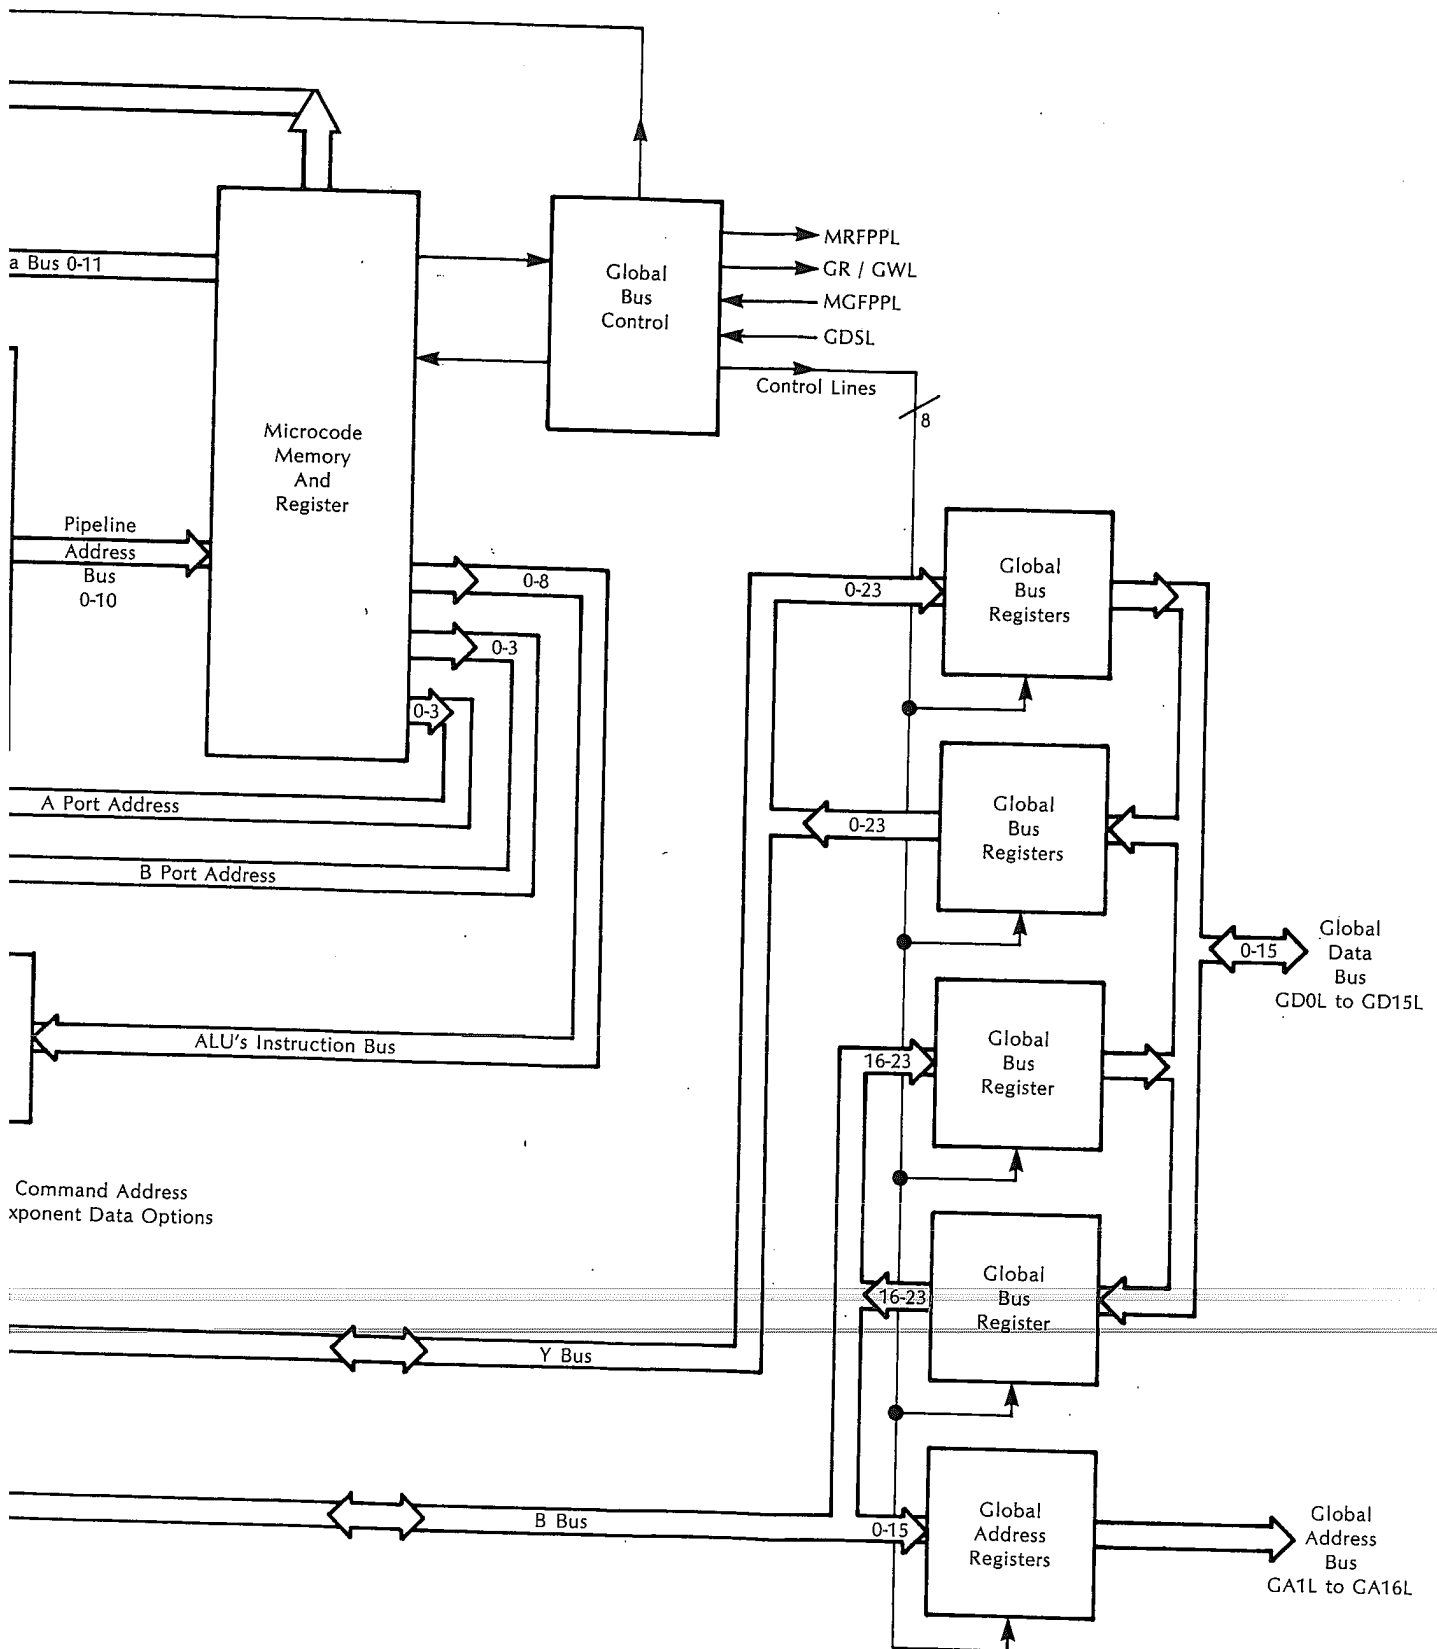 a Bus 0-11
Global
Bus
Control
MRFPPL
GR / GWL
MGFPPL
GDSL
Control Lines
8
Microcode
Memory
And
Register
Pipeline
Address
Bus
0-10
0-8
0-3
0-3
A Port Address
B Port Address
ALU's Instruction Bus
Command Address
xponent Data Options
Y Bus
B Bus
0-23
Global
Bus
Registers
0-23
Global
Bus
Registers
0-15
Global
Data
Bus
GD0L to GD15L
16-23
Global
Bus
Register
16-23
Global
Bus
Register
0-15
Global
Address
Registers
Global
Address
Bus
GA1L to GA16L